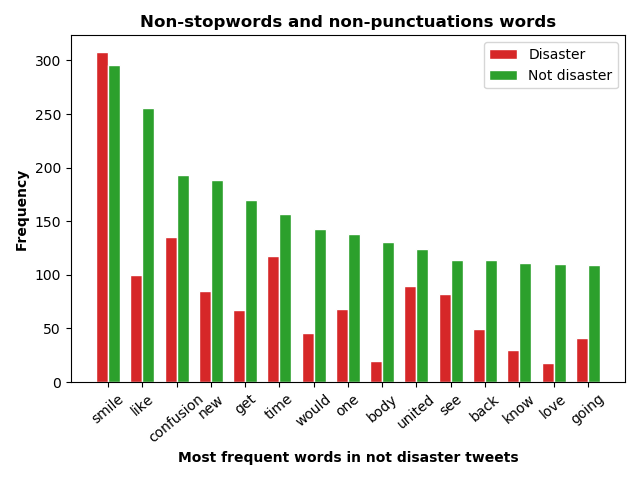 Non-stopwords and non-punctuations words
Disaster
Not disaster
Frequency
300
250
200
150
100
50
0
smile
like
confusion
new
get
time
would
one
body
united
see
back
know
love
going
Most frequent words in not disaster tweets